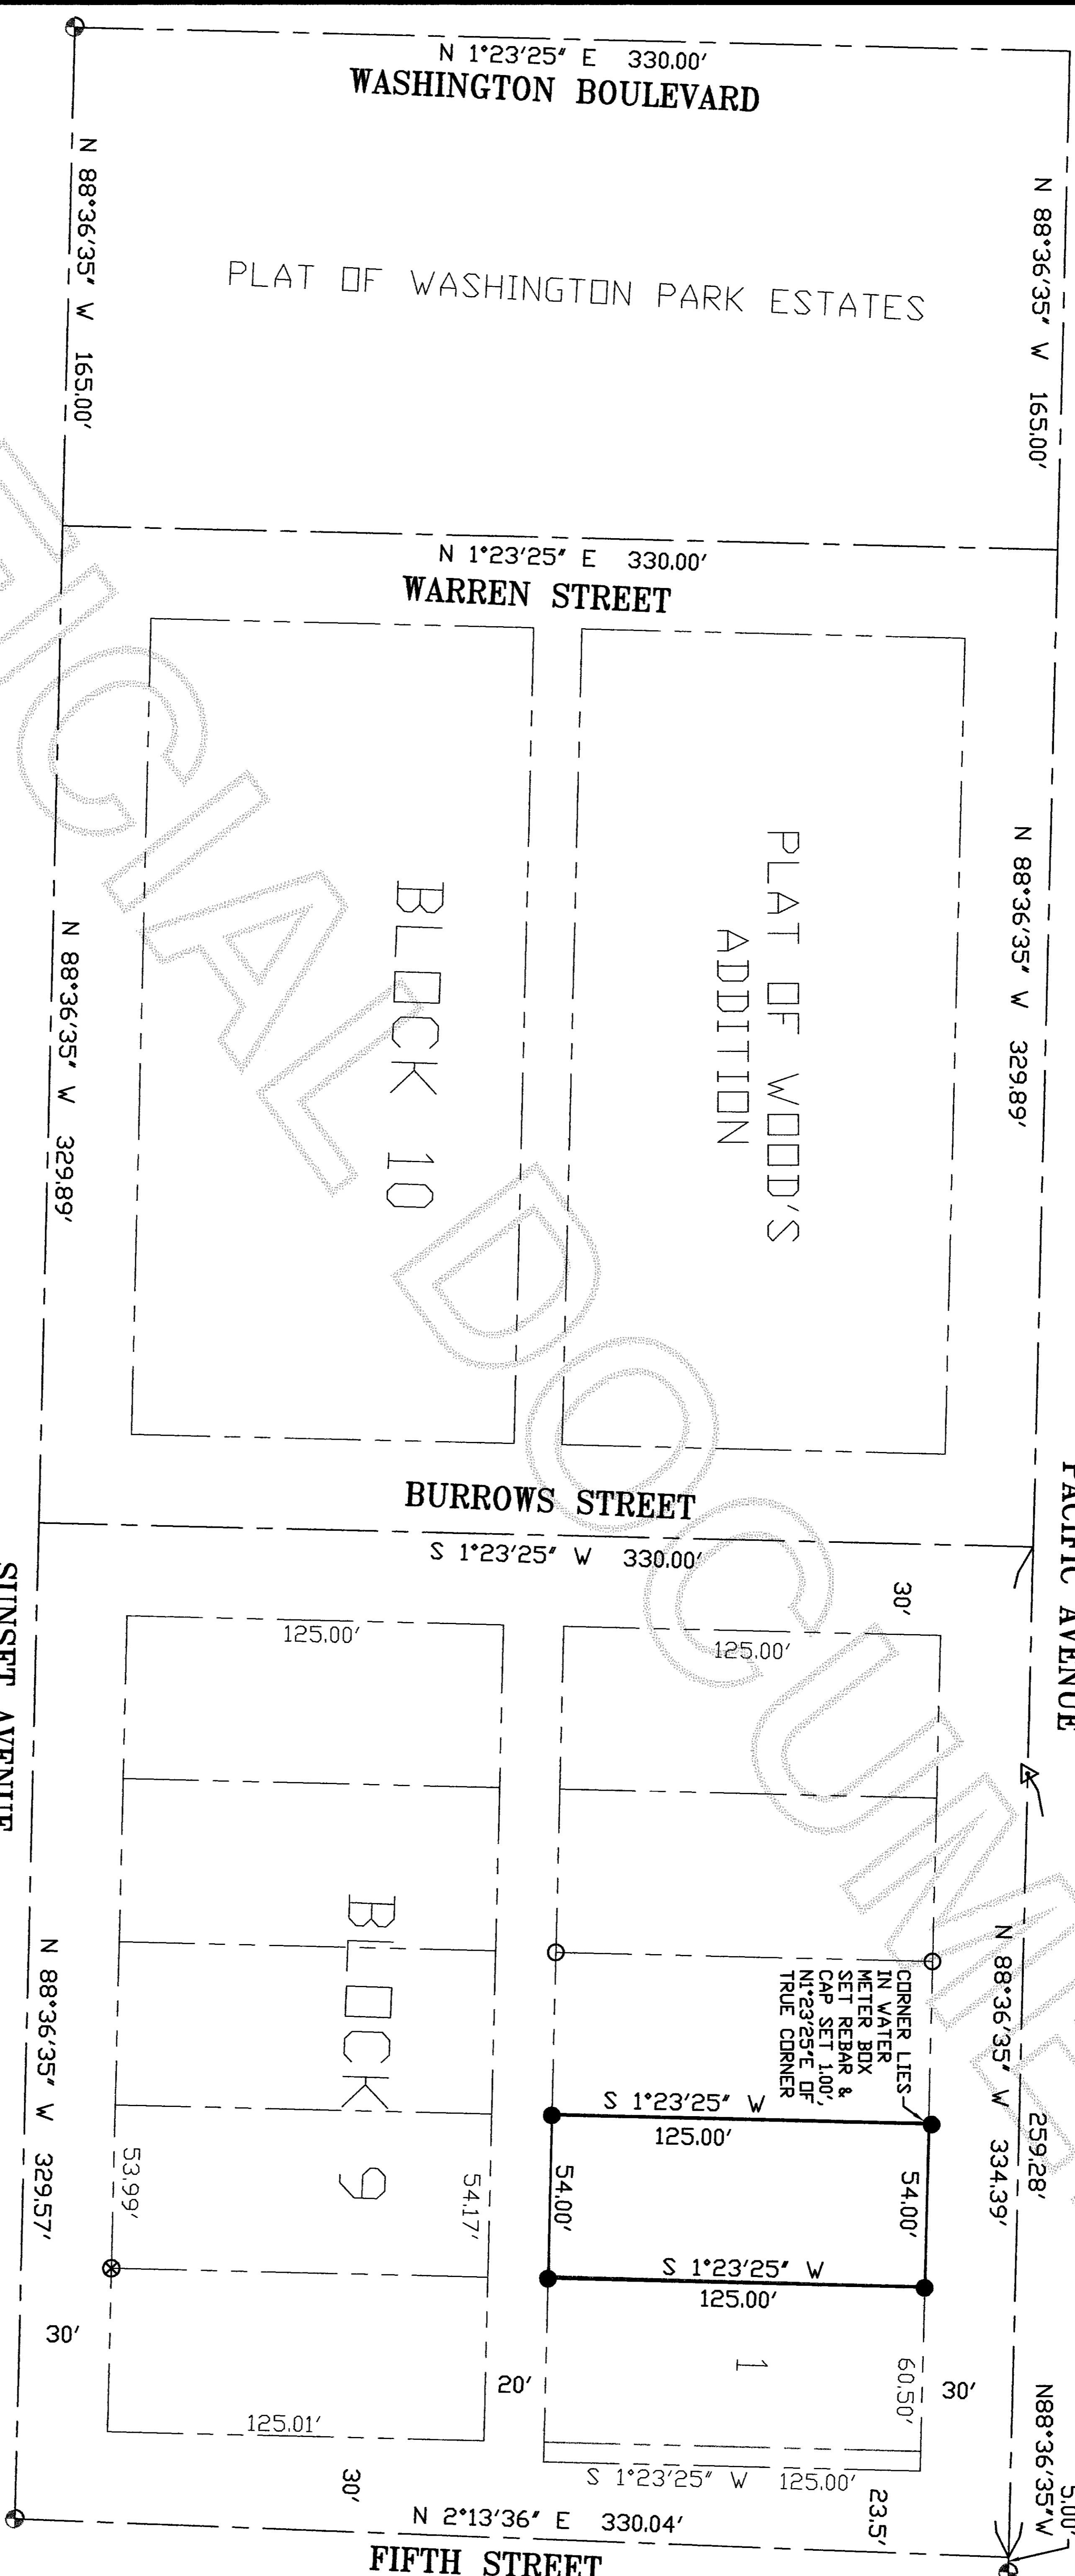 N 1°23'25" E 330.00'
WASHINGTON BOULEVARD
N 88°36'35" W 165.00'
N 88°36'35" W 165.00'
PLAT OF WASHINGTON PARK ESTATES
N 1°23'25" E 330.00'
WARREN STREET
N 88°36'35" W 329.89'
PLAT OF WOOD'S
ADDITION
BLOCK 10
N 88°36'35" W 329.89'
BURROWS STREET
S 1°23'25" W 330.00'
PACIFIC AVENUE
SUNSET AVENUE
30'
125.00'
125.00'
259.28'
N 88°36'35" W 334.39'
CORNER LIES
IN WATER
METER BOX
SET REBAR &
CAP SET 1.00',
N1°23'25"E OF
TRUE CORNER
BLOCK 9
S 1°23'25" W
125.00'
54.00'
54.00'
54.17'
53.99'
N 88°36'35" W 329.57'
S 1°23'25" W
125.00'
1
60.50'
30'
30'
20'
N88°36'35"W
5.00'
125.01'
S 1°23'25" W 125.00'
23.5'
30'
N 2°13'36" E 330.04'
FIFTH STREET